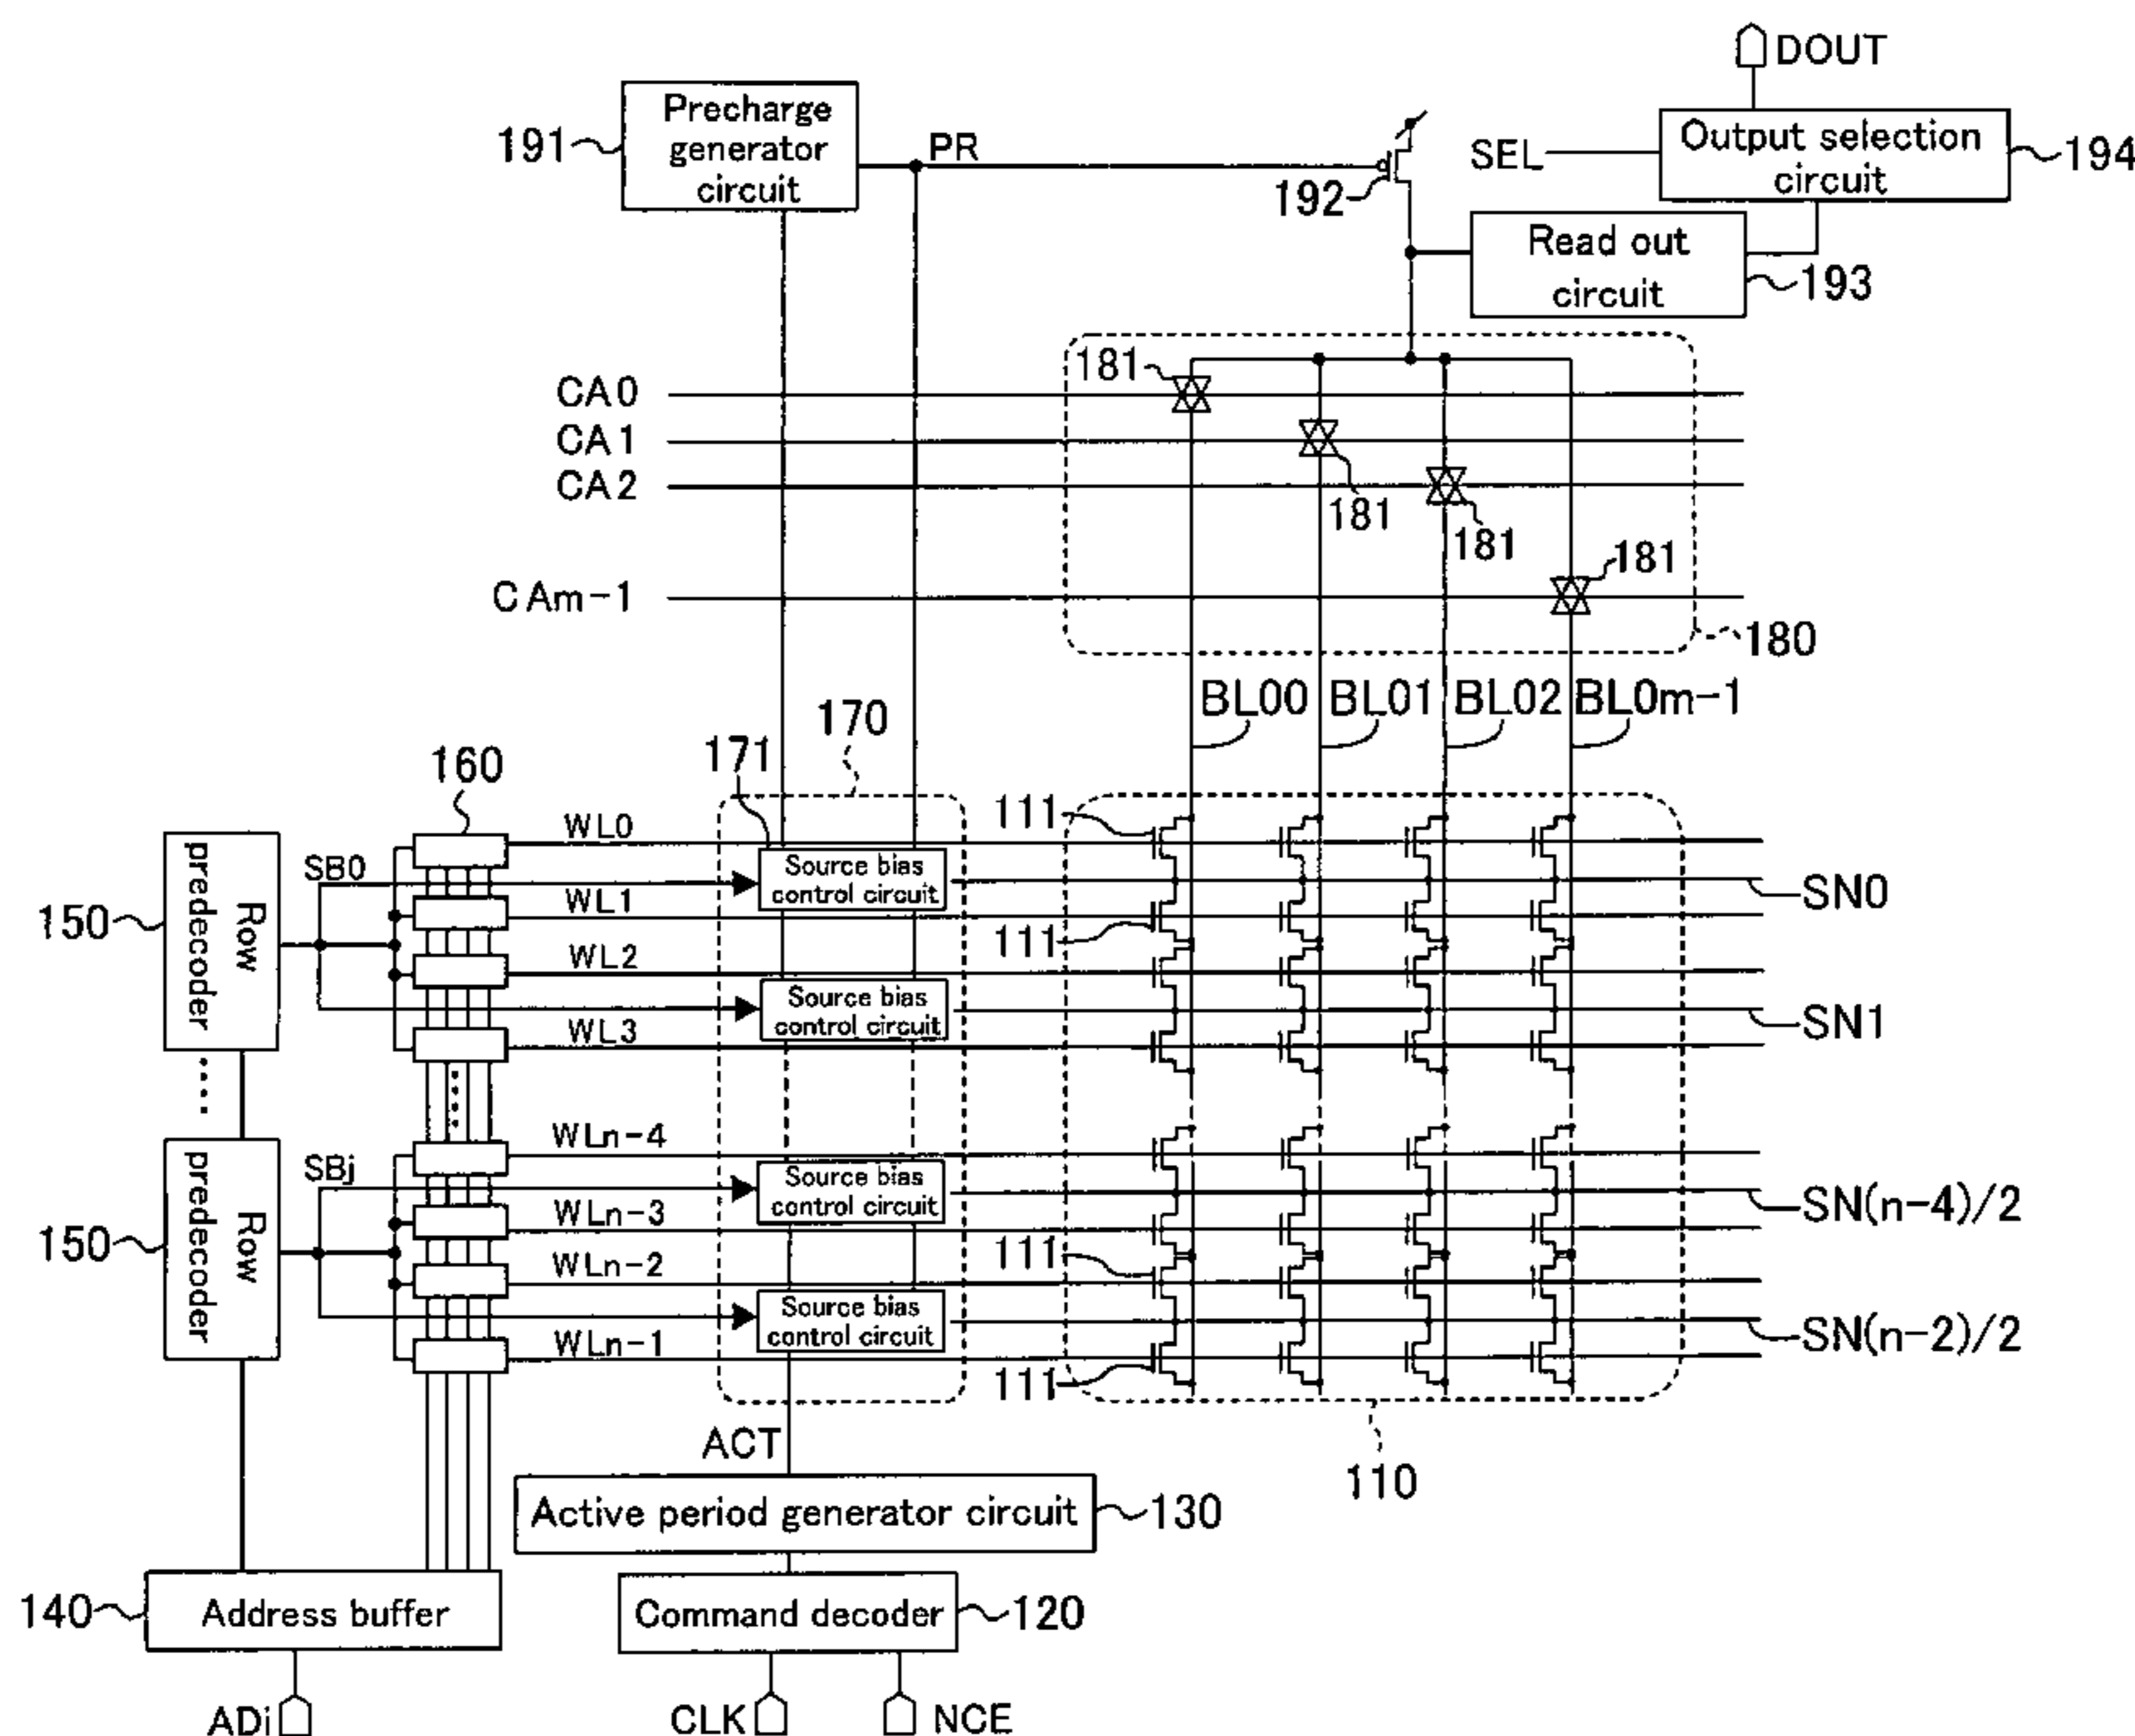 DOUT
Precharge
generator
circuit
191
PR
192
SEL
Output selection
circuit
194
Read out
circuit
193
181
CA0
CA1
CA2
181
181
181
CAm-1
180
BL00
BL01
BL02
BL0m-1
170
171
160
111
WL0
Row
predecoder
150
SB0
Source bias
control circuit
SN0
WL1
111
WL2
Source bias
control circuit
SN1
WL3
WLn-4
Row
predecoder
150
SBj
Source bias
control circuit
SN(n-4)/2
WLn-3
111
WLn-2
Source bias
control circuit
SN(n-2)/2
WLn-1
111
ACT
110
Active period generator circuit
130
140
Address buffer
Command decoder
120
ADi
CLK
NCE